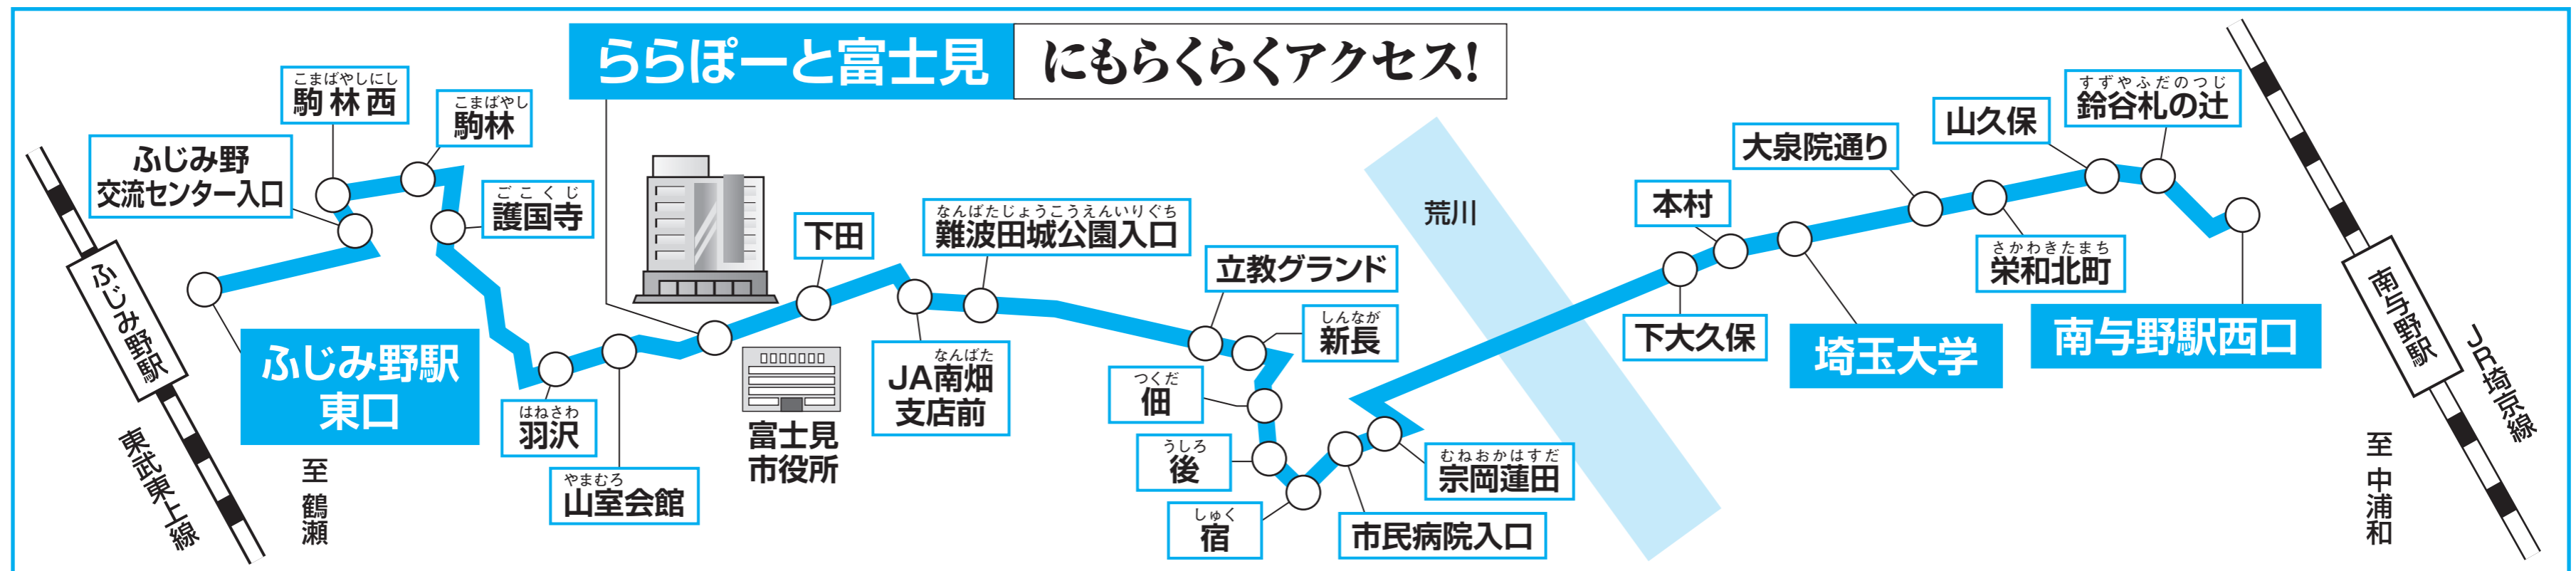 ららぽーと富士見 にもらくらくアクセス!
こまばやしにし
駒林西
こまばやし
駒林
ふじみ野
交流センター入口
ごこくじ
護国寺
ふじみ野駅
東武東上線
ふじみ野駅
東口
至 鶴瀬
はねさわ
羽沢
やまむろ
山室会館
富士見
市役所
下田
なんばた
JA南畑
支店前
なんばたじょうこうえんいりぐち
難波田城公園入口
立教グランド
しんなが
新長
つくだ
佃
うしろ
後
しゅく
宿
市民病院入口
むねおかはすだ
宗岡蓮田
荒川
下大久保
本村
埼玉大学
大泉院通り
さかわきたまち
栄和北町
山久保
すずやふだのつじ
鈴谷札の辻
南与野駅西口
南与野駅
JR埼京線
至 中浦和